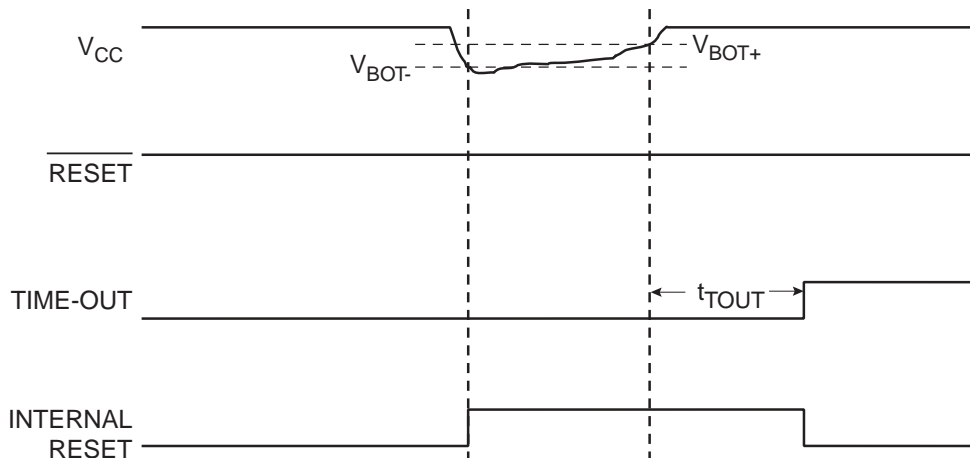 VCC
VBOT-
VBOT+
RESET
TIME-OUT
tTOUT
INTERNAL
RESET